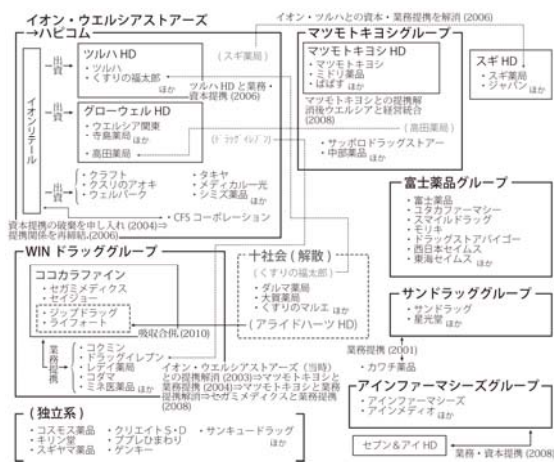 イオン・ウエルシアストアーズ
→ハピコム
イオンリテール
出資
ツルハ HD
・ツルハ
・くすりの福太郎
ほか
ツルハ HD と業務・
資本提携 (2006)
出資
グローウェル HD
・ウエルシア関東
・寺島薬局
ほか
・高田薬局
出資
・クラフト
・クスリのアオキ
・ウェルパーク
・タキヤ
・メディカル一光
・シミズ薬品
ほか
・CFS コーポレーション
資本提携の破棄を申し入れ (2004)⇒
提携関係を再締結 (2006)
イオン・ツルハとの資本・業務提携を解消 (2006)
(スギ薬局)
(ドラッグイレブン)
マツモトキヨシグループ
マツモトキヨシ HD
・マツモトキヨシ
・ミドリ薬品
・ぱぱす
ほか
マツモトキヨシとの提携解
消後ウエルシアと経営統合
(2008)
(高田薬局)
・サッポロドラッグストアー
・中部薬品
ほか
スギ HD
・スギ薬局
・ジャパン
ほか
富士薬品グループ
・富士薬品
・ユタカファーマシー
・スマイルドラッグ
・モリキ
・ドラッグストアバイゴー
・西日本セイムス
・東海セイムス
ほか
WIN ドラッググループ
ココカラファイン
・セガミメディクス
・セイジョー
・ジップドラッグ
・ライフォート
吸収合併 (2010)
業務提携
・コクミン
・ドラッグイレブン
・レデイ薬局
・コダマ
・ミネ医薬品
ほか
十社会 (解散)
(くすりの福太郎)
・ダルマ薬局
・大賀薬局
・くすりのマルエ
ほか
(アライドハーツ HD)
イオン・ウエルシアストアーズ（当時）
との提携解消 (2003)⇒マツモトキヨシと
業務提携 (2004)⇒マツモトキヨシと業務
提携解消⇒セガミメディクスと業務提携
(2008)
サンドラッググループ
・サンドラッグ
・星光堂
ほか
業務提携 (2001)
・カワチ薬品
アインファーマシーズグループ
・アインファーマシーズ
・アインメディオ
ほか
セブン&アイ HD
業務・資本提携 (2008)
(独立系)
・コスモス薬品
・キリン堂
・スギヤマ薬品
・クリエイトS・D
・ププレひまわり
・ゲンキー
・サンキュードラッグ
ほか